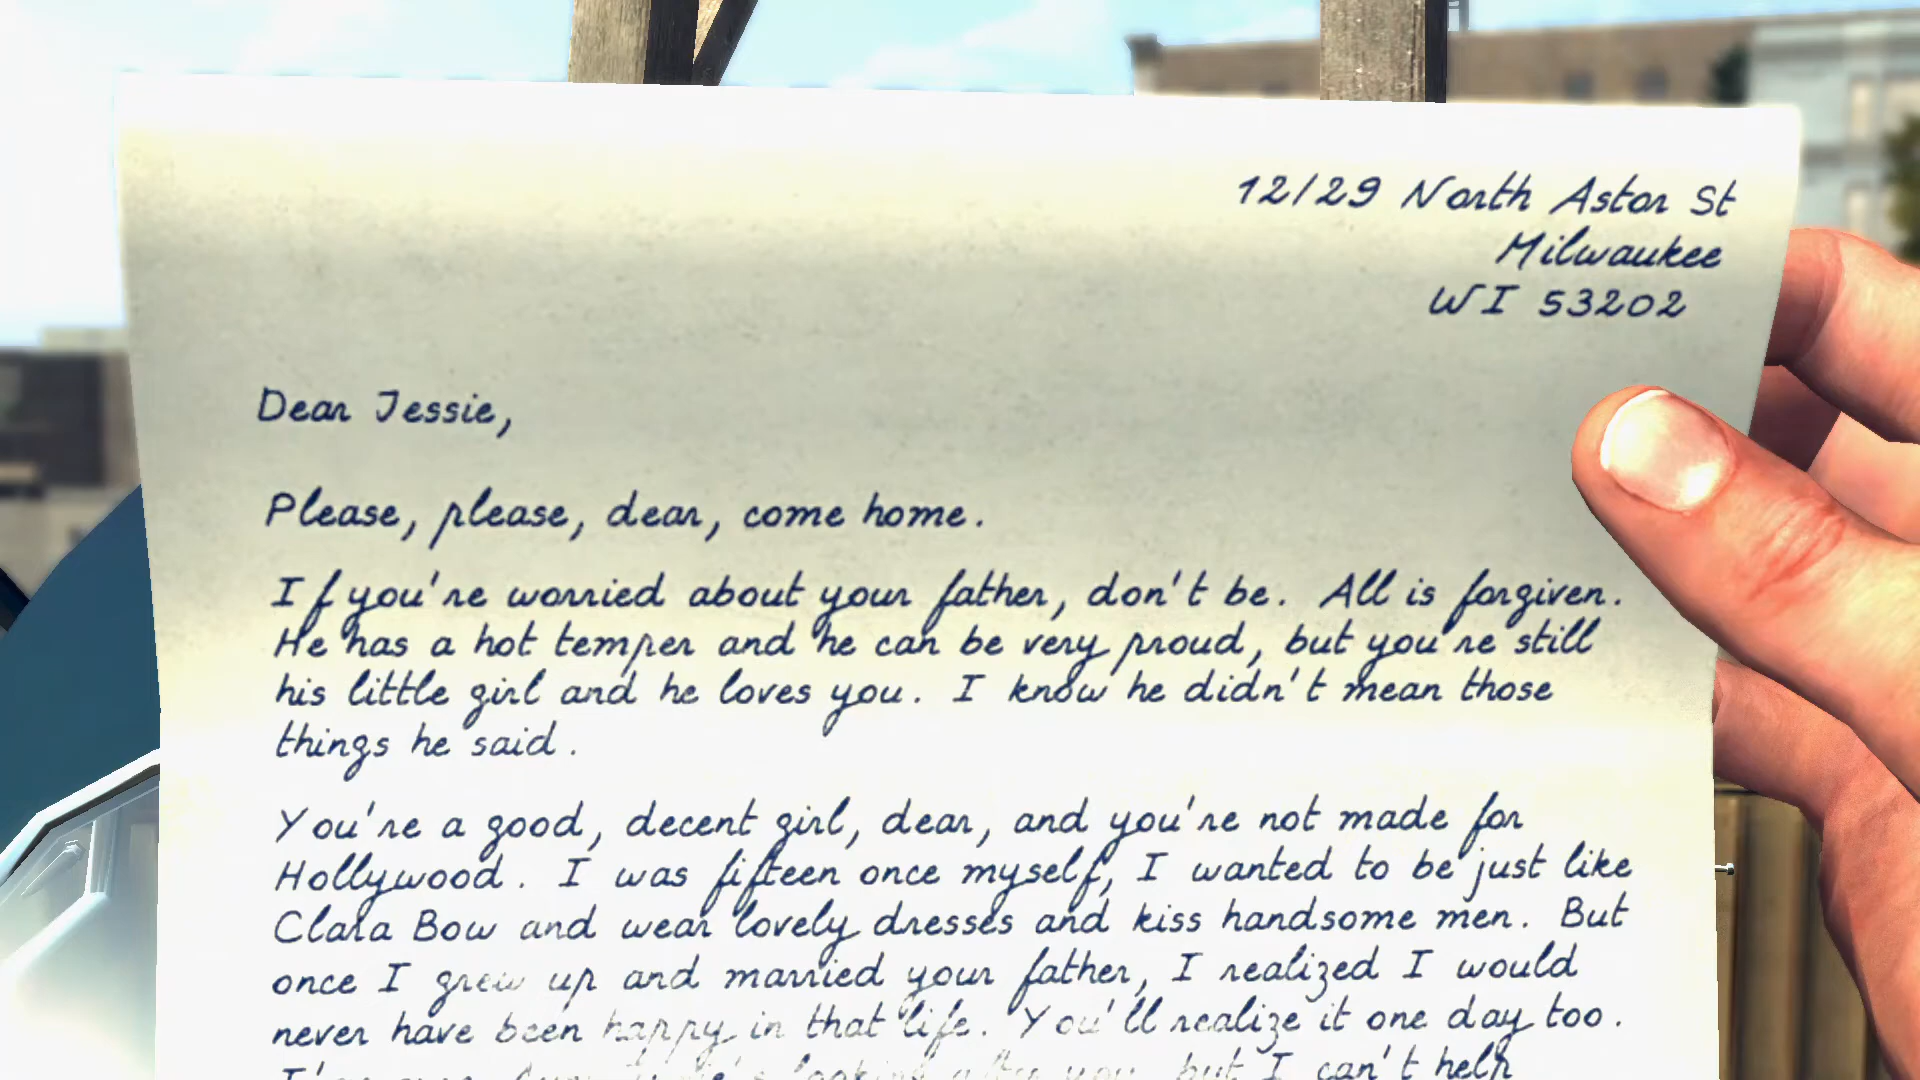 12/29 North Astor St
Milwaukee
WI 53202
Dear Jessie,
Please, please, dear, come home.
If you're worried about your father, don't be. All is forgiven.
He has a hot temper and he can be very proud, but you're still
his little girl and he loves you. I know he didn't mean those
things he said.
You're a good, decent girl, dear, and you're not made for
Hollywood. I was fifteen once myself, I wanted to be just like
Clara Bow and wear lovely dresses and kiss handsome men. But
once I grew up and married your father, I realized I would
never have been happy in that life. You'll realize it one day too.
I'm sure he's looking after you, but I can't help